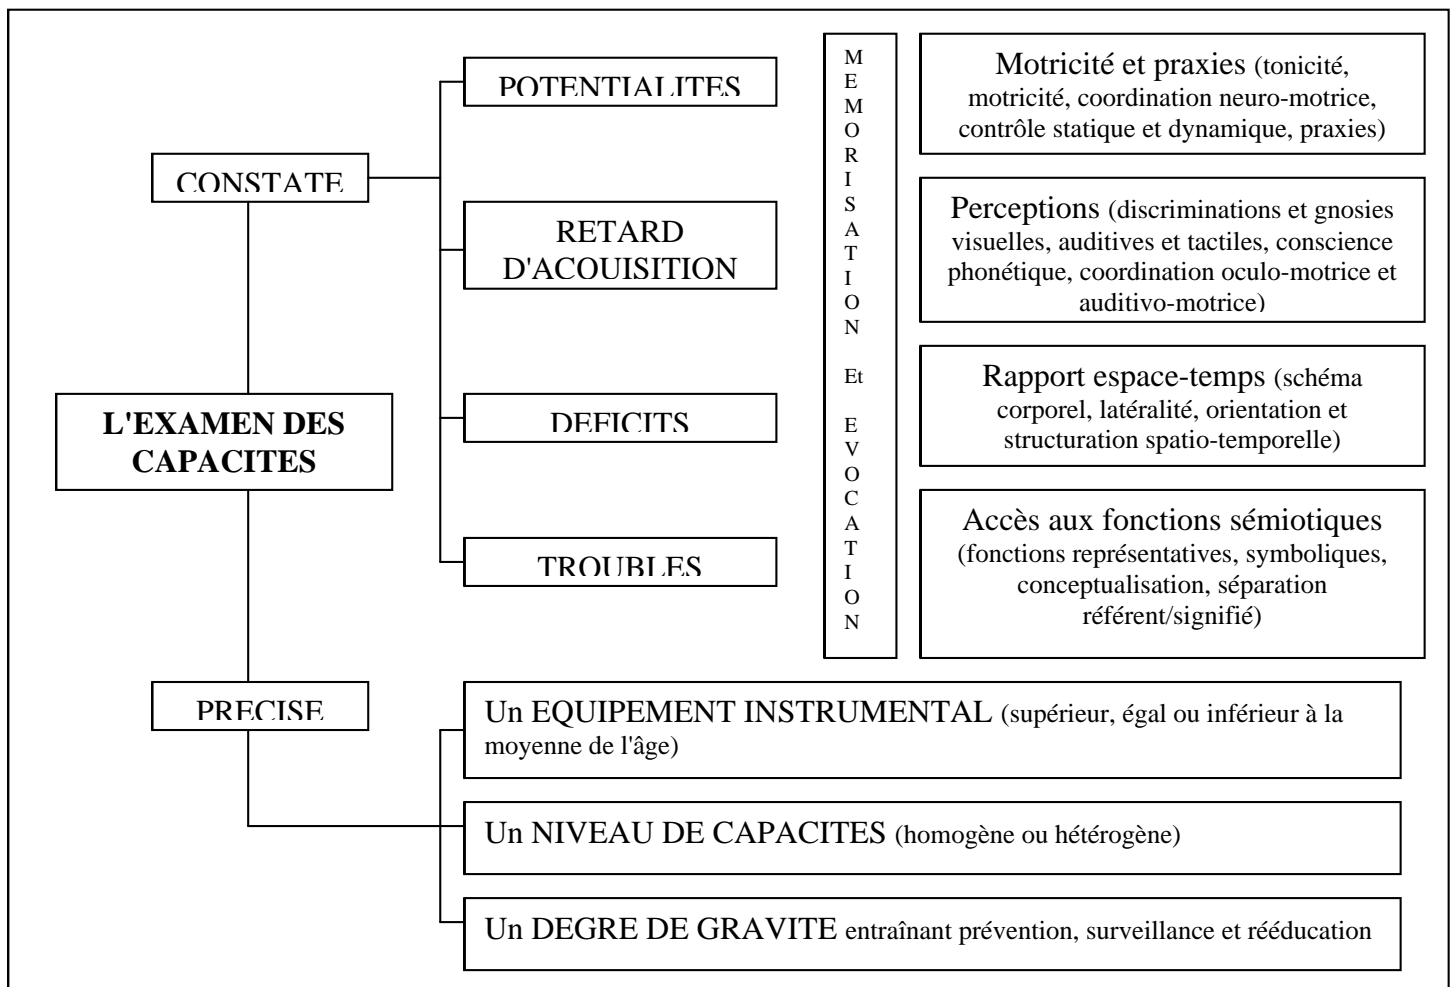 POTENTIALITES
CONSTATE
RETARD
D'ACQUISITION
L'EXAMEN DES
CAPACITES
DEFICITS
TROUBLES
MEMORISATION Et EVOCATION
Motricité et praxies (tonicité,
motricité, coordination neuro-motrice,
contrôle statique et dynamique, praxies)
Perceptions (discriminations et gnosies
visuelles, auditives et tactiles, conscience
phonétique, coordination oculo-motrice et
auditivo-motrice)
Rapport espace-temps (schéma
corporel, latéralité, orientation et
structuration spatio-temporelle)
Accès aux fonctions sémiotiques
(fonctions représentatives, symboliques,
conceptualisation, séparation
référent/signifié)
PRECISE
Un EQUIPEMENT INSTRUMENTAL (supérieur, égal ou inférieur à la
moyenne de l'âge)
Un NIVEAU DE CAPACITES (homogène ou hétérogène)
Un DEGRE DE GRAVITE entraînant prévention, surveillance et rééducation